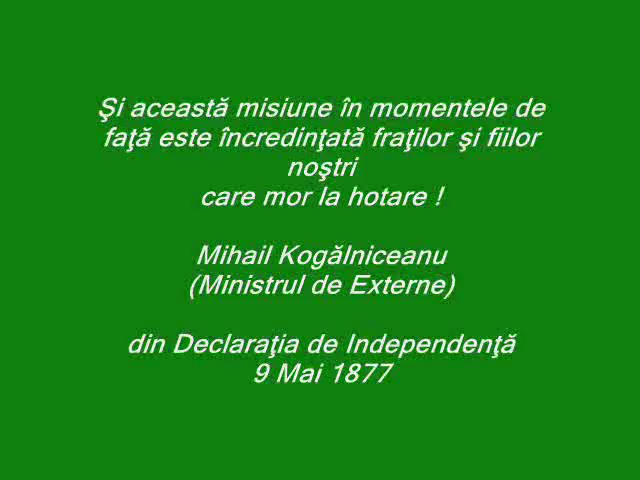 Şi această misiune în momentele de
faţă este încredinţată fraţilor şi fiilor
noştri
care mor la hotare !
Mihail Kogălniceanu
(Ministrul de Externe)
din Declaraţia de Independenţă
9 Mai 1877